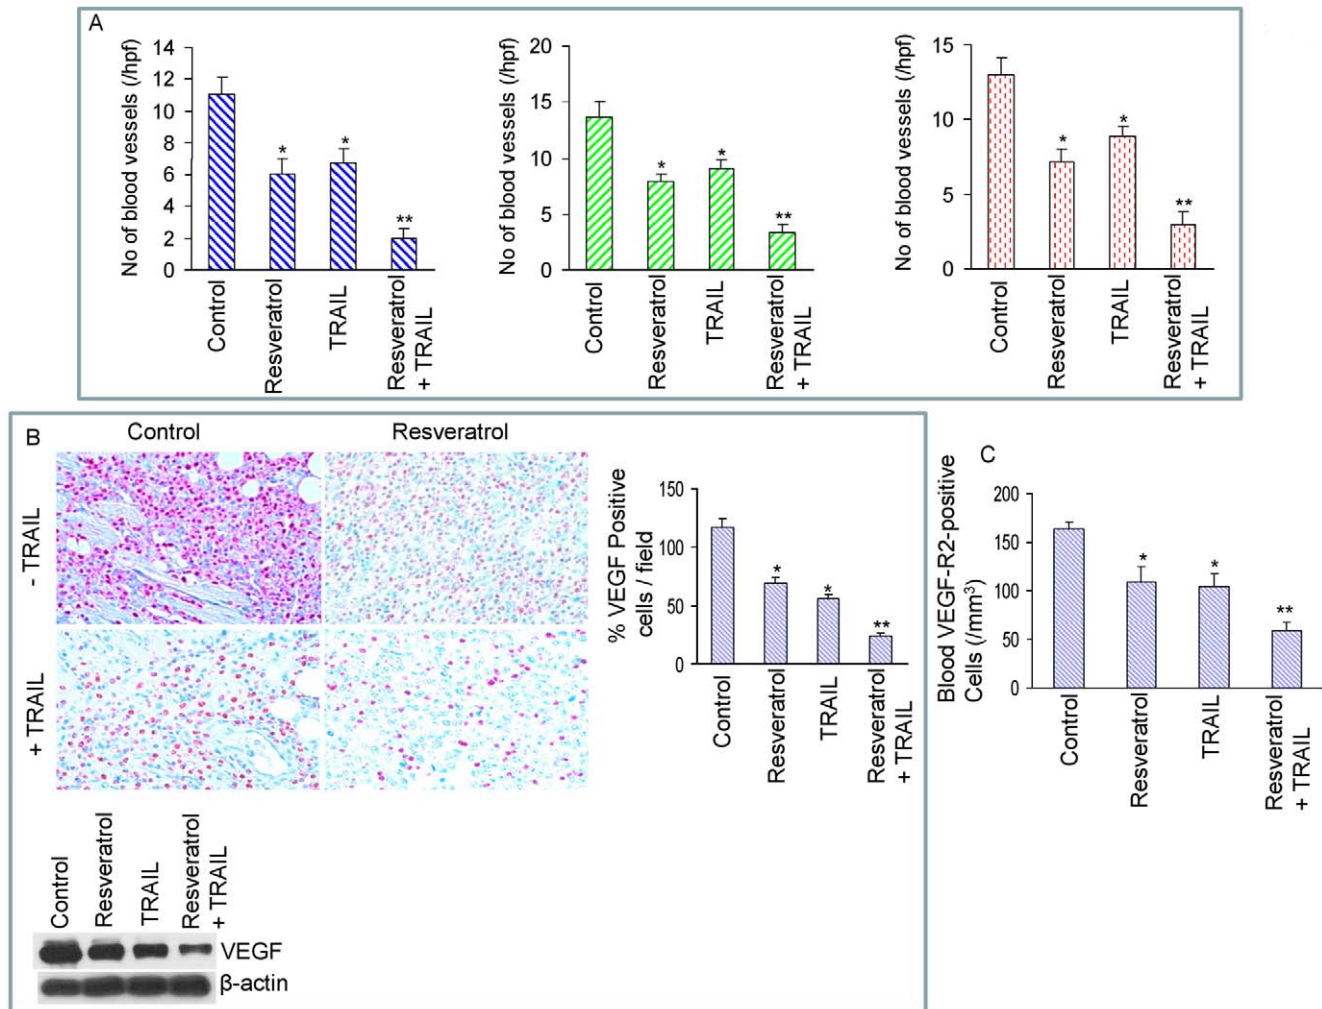 A
No of blood vessels (/hpf)
14
12
10
8
6
4
2
0
*
*
**
Control
Resveratrol
TRAIL
Resveratrol
+ TRAIL
No of blood vessels (/hpf)
20
15
10
5
0
*
*
**
Control
Resveratrol
TRAIL
Resveratrol
+ TRAIL
No of blood vessels (/hpf)
15
10
5
0
*
*
**
Control
Resveratrol
TRAIL
Resveratrol
+ TRAIL
B
Control
Resveratrol
- TRAIL
+ TRAIL
% VEGF Positive
cells / field
150
100
50
0
*
*
**
Control
Resveratrol
TRAIL
Resveratrol
+ TRAIL
Control
Resveratrol
TRAIL
Resveratrol
+ TRAIL
VEGF
β-actin
C
Blood VEGF-R2-positive
Cells (/mm³)
200
150
100
50
0
*
*
**
Control
Resveratrol
TRAIL
Resveratrol
+ TRAIL